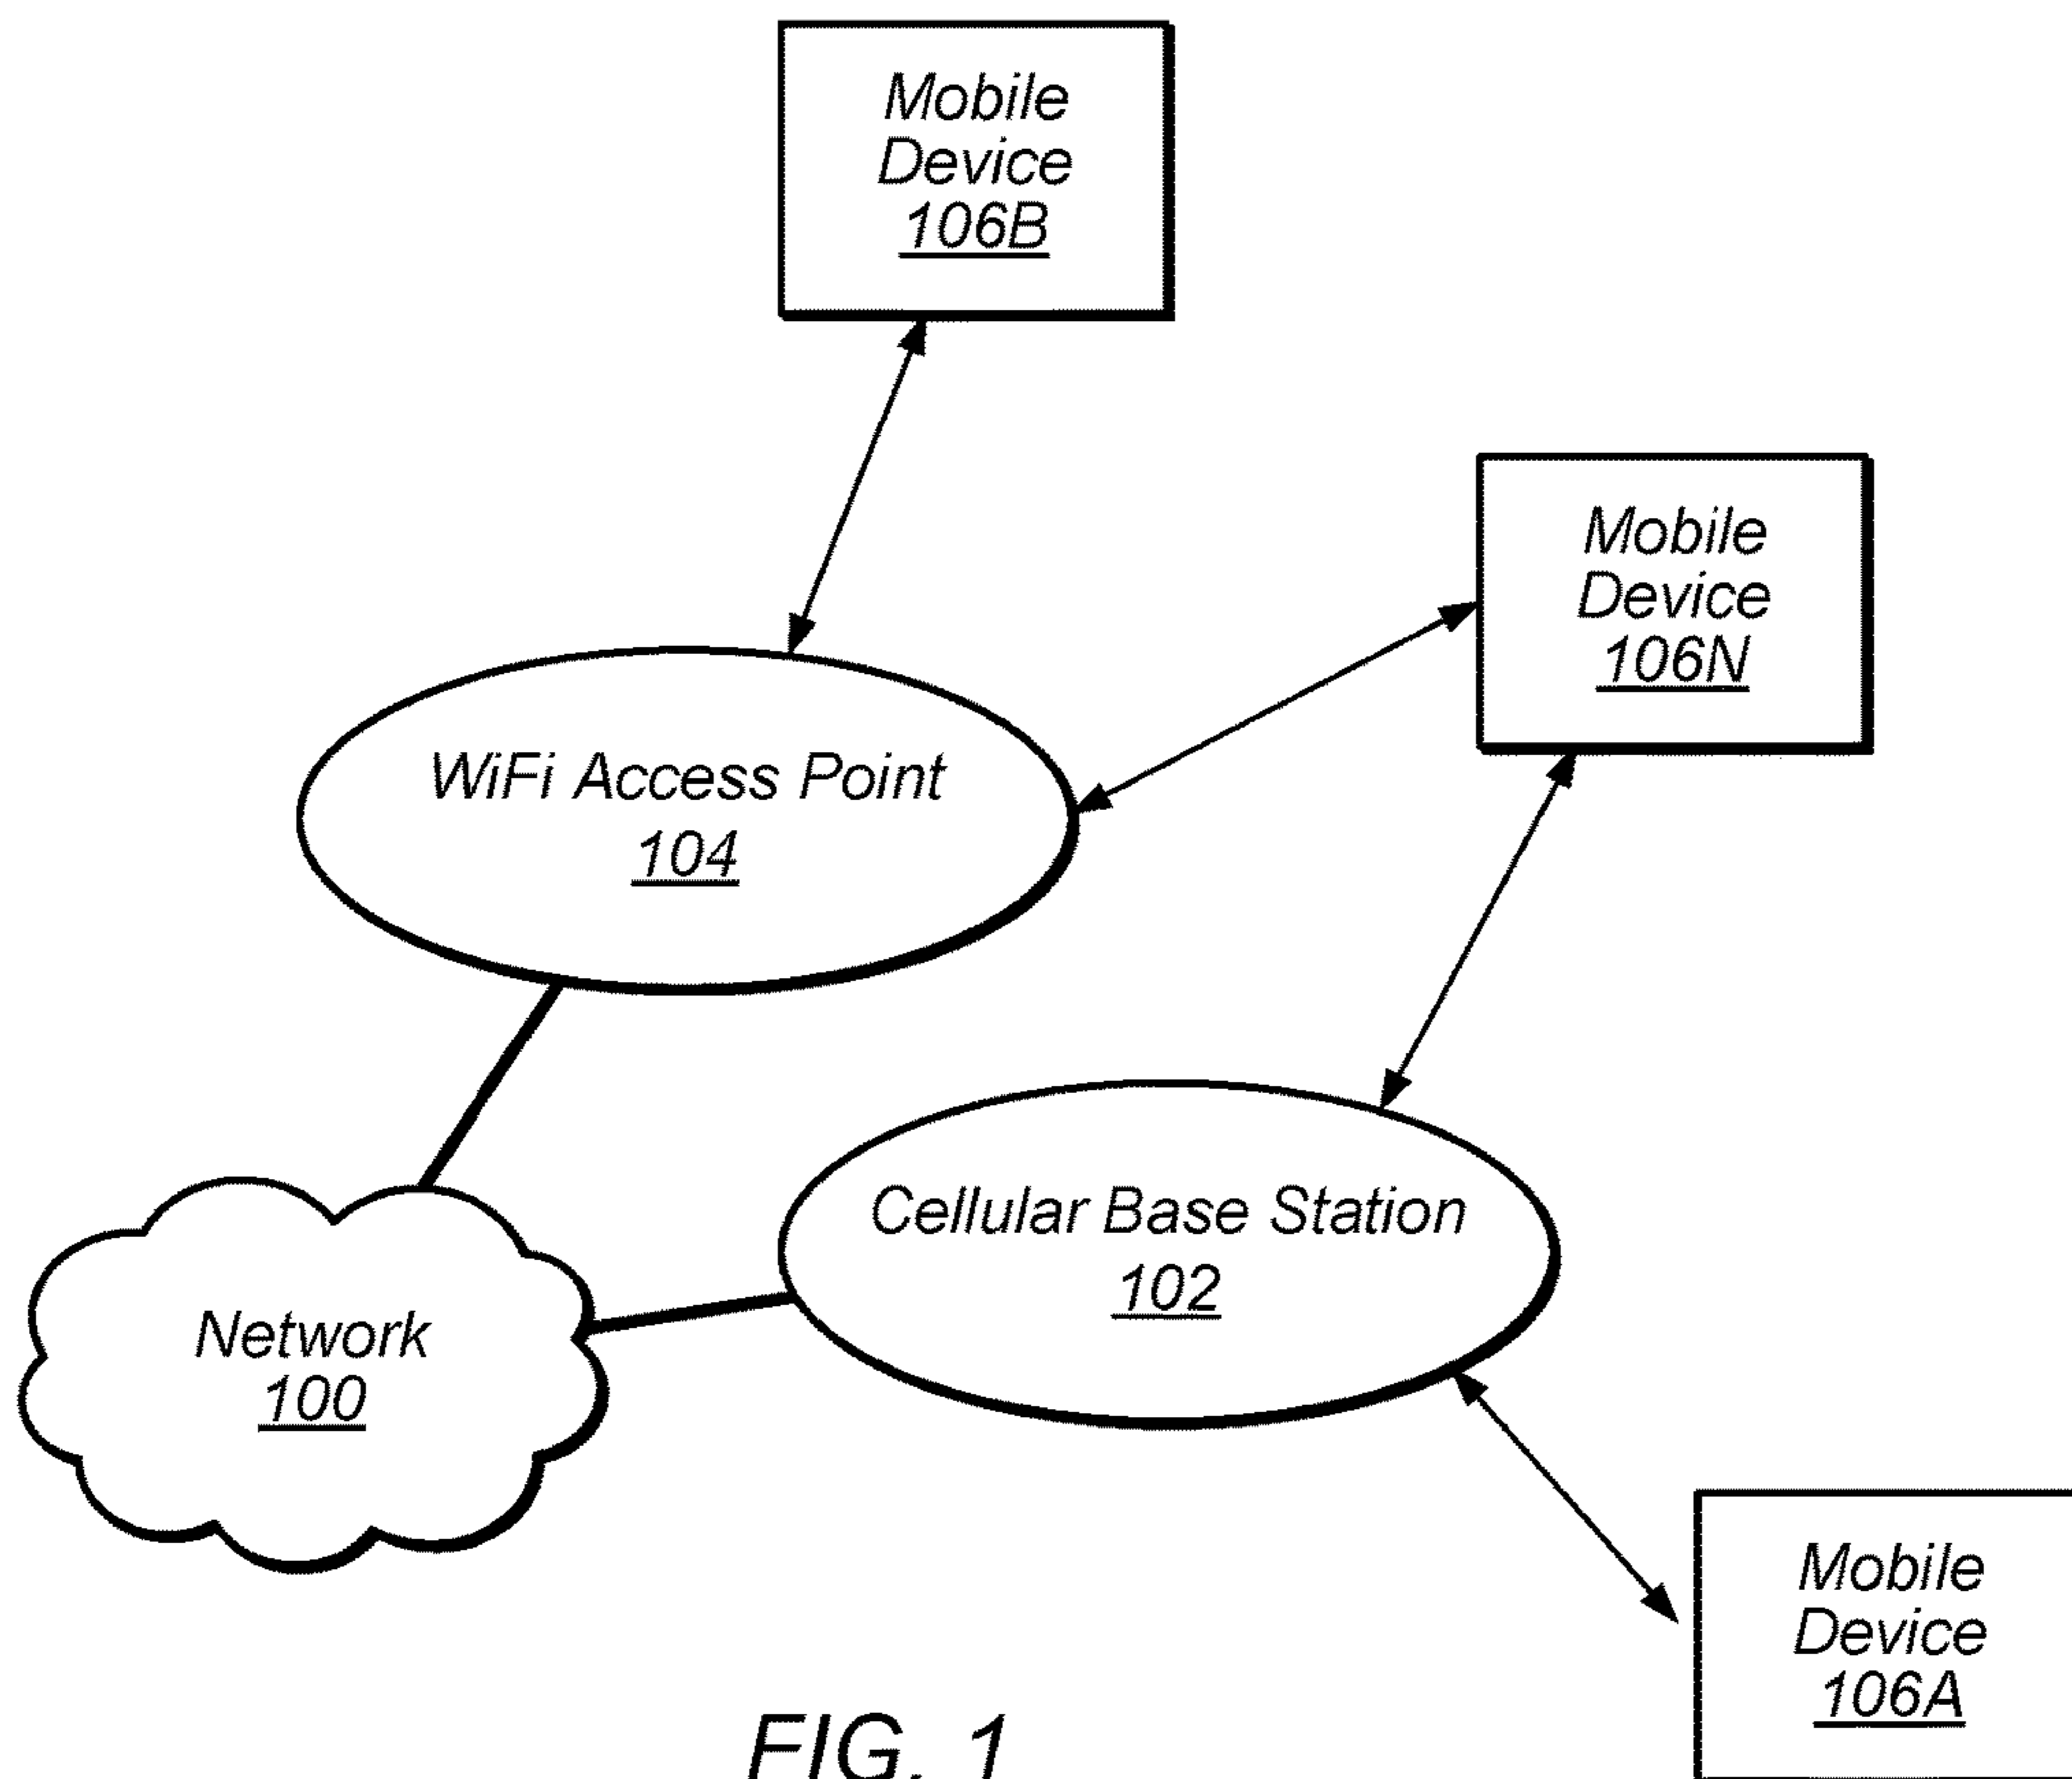 Mobile
Device
106B
Mobile
Device
106N
WiFi Access Point
104
Cellular Base Station
102
Network
100
Mobile
Device
106A
FIG. 1